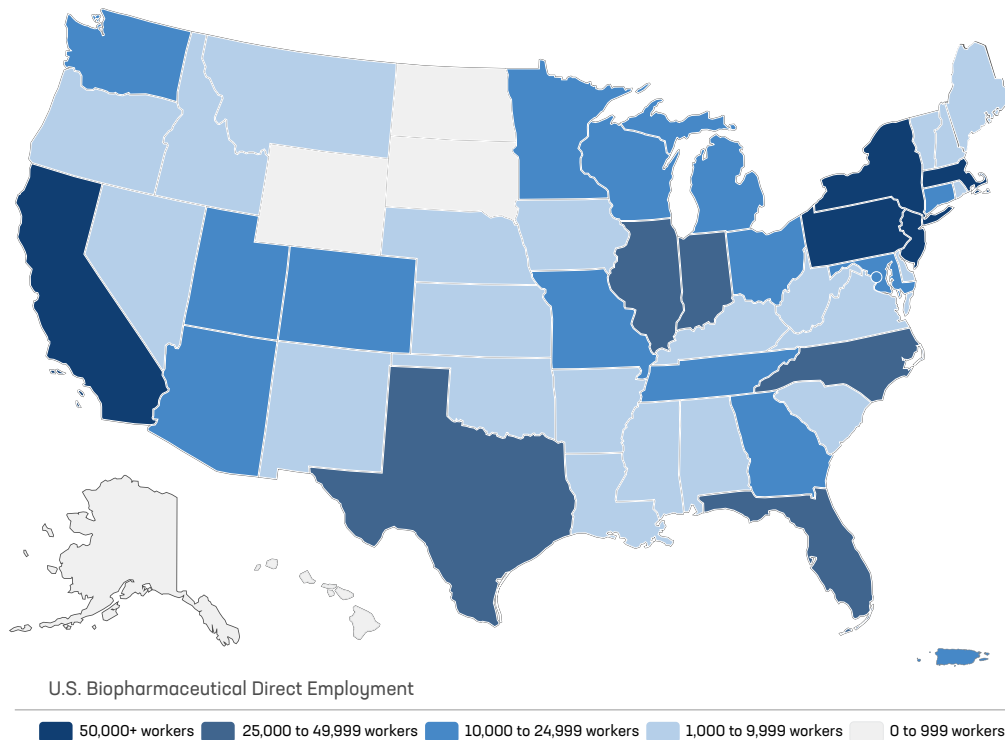 U.S. Biopharmaceutical Direct Employment
50,000+ workers 25,000 to 49,999 workers 10,000 to 24,999 workers 1,000 to 9,999 workers 0 to 999 workers